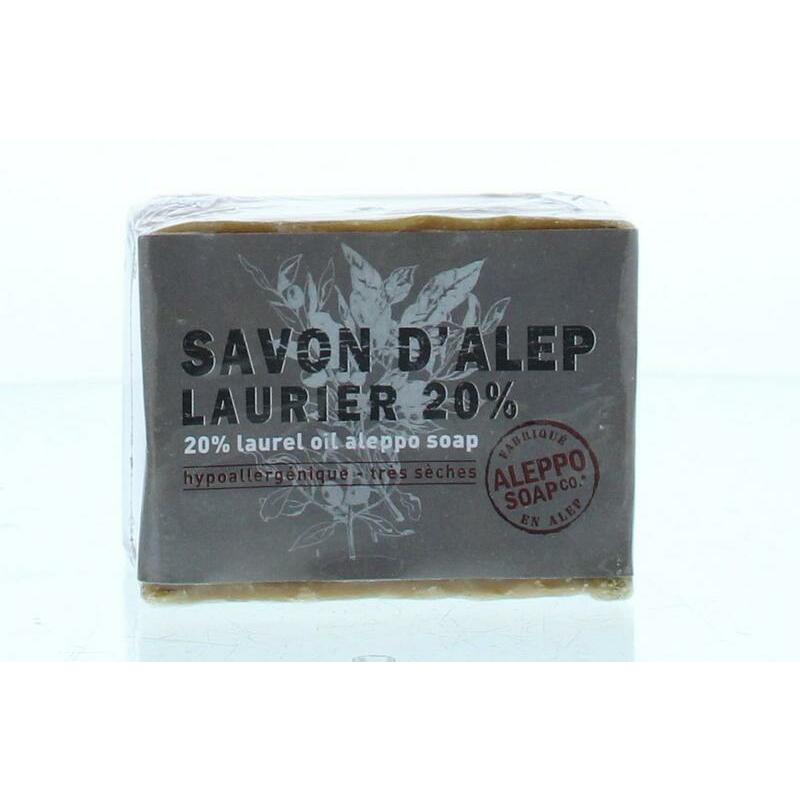 SAVON D'ALEP
LAURIER 20%
20% laurel oil aleppo soap
hypoallergénique - très sèches
FABRIQUÉ
ALEPPO
SOAP CO.®
EN ALEP